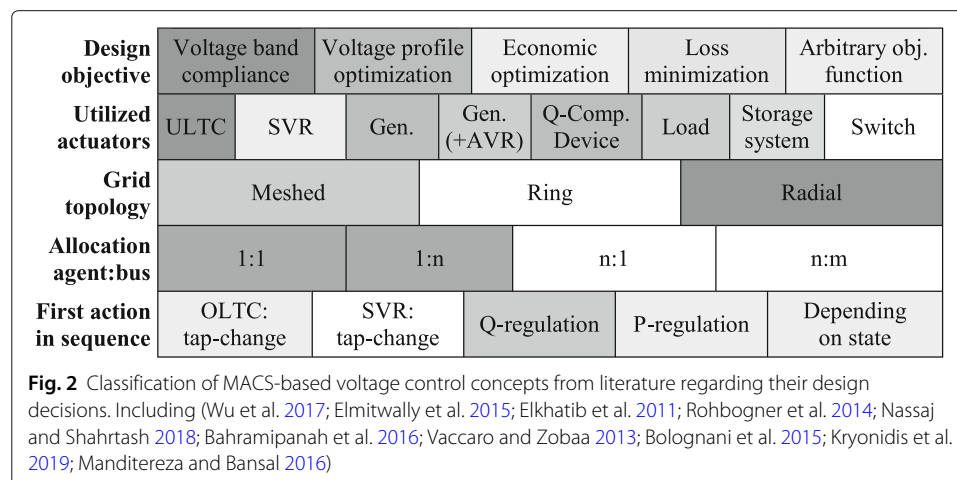 Design objective
Voltage band compliance
Voltage profile optimization
Economic optimization
Loss minimization
Arbitrary obj. function
Utilized actuators
ULTC
SVR
Gen.
Gen. (+AVR)
Q-Comp. Device
Load
Storage system
Switch
Grid topology
Meshed
Ring
Radial
Allocation agent:bus
1:1
1:n
n:1
n:m
First action in sequence
OLTC: tap-change
SVR: tap-change
Q-regulation
P-regulation
Depending on state
Fig. 2 Classification of MACS-based voltage control concepts from literature regarding their design
decisions. Including (Wu et al. 2017; Elmitwally et al. 2015; Elkhatib et al. 2011; Rohbogner et al. 2014; Nassaj
and Shahrtash 2018; Bahramipanah et al. 2016; Vaccaro and Zobaa 2013; Bolognani et al. 2015; Kryonidis et al.
2019; Manditereza and Bansal 2016)